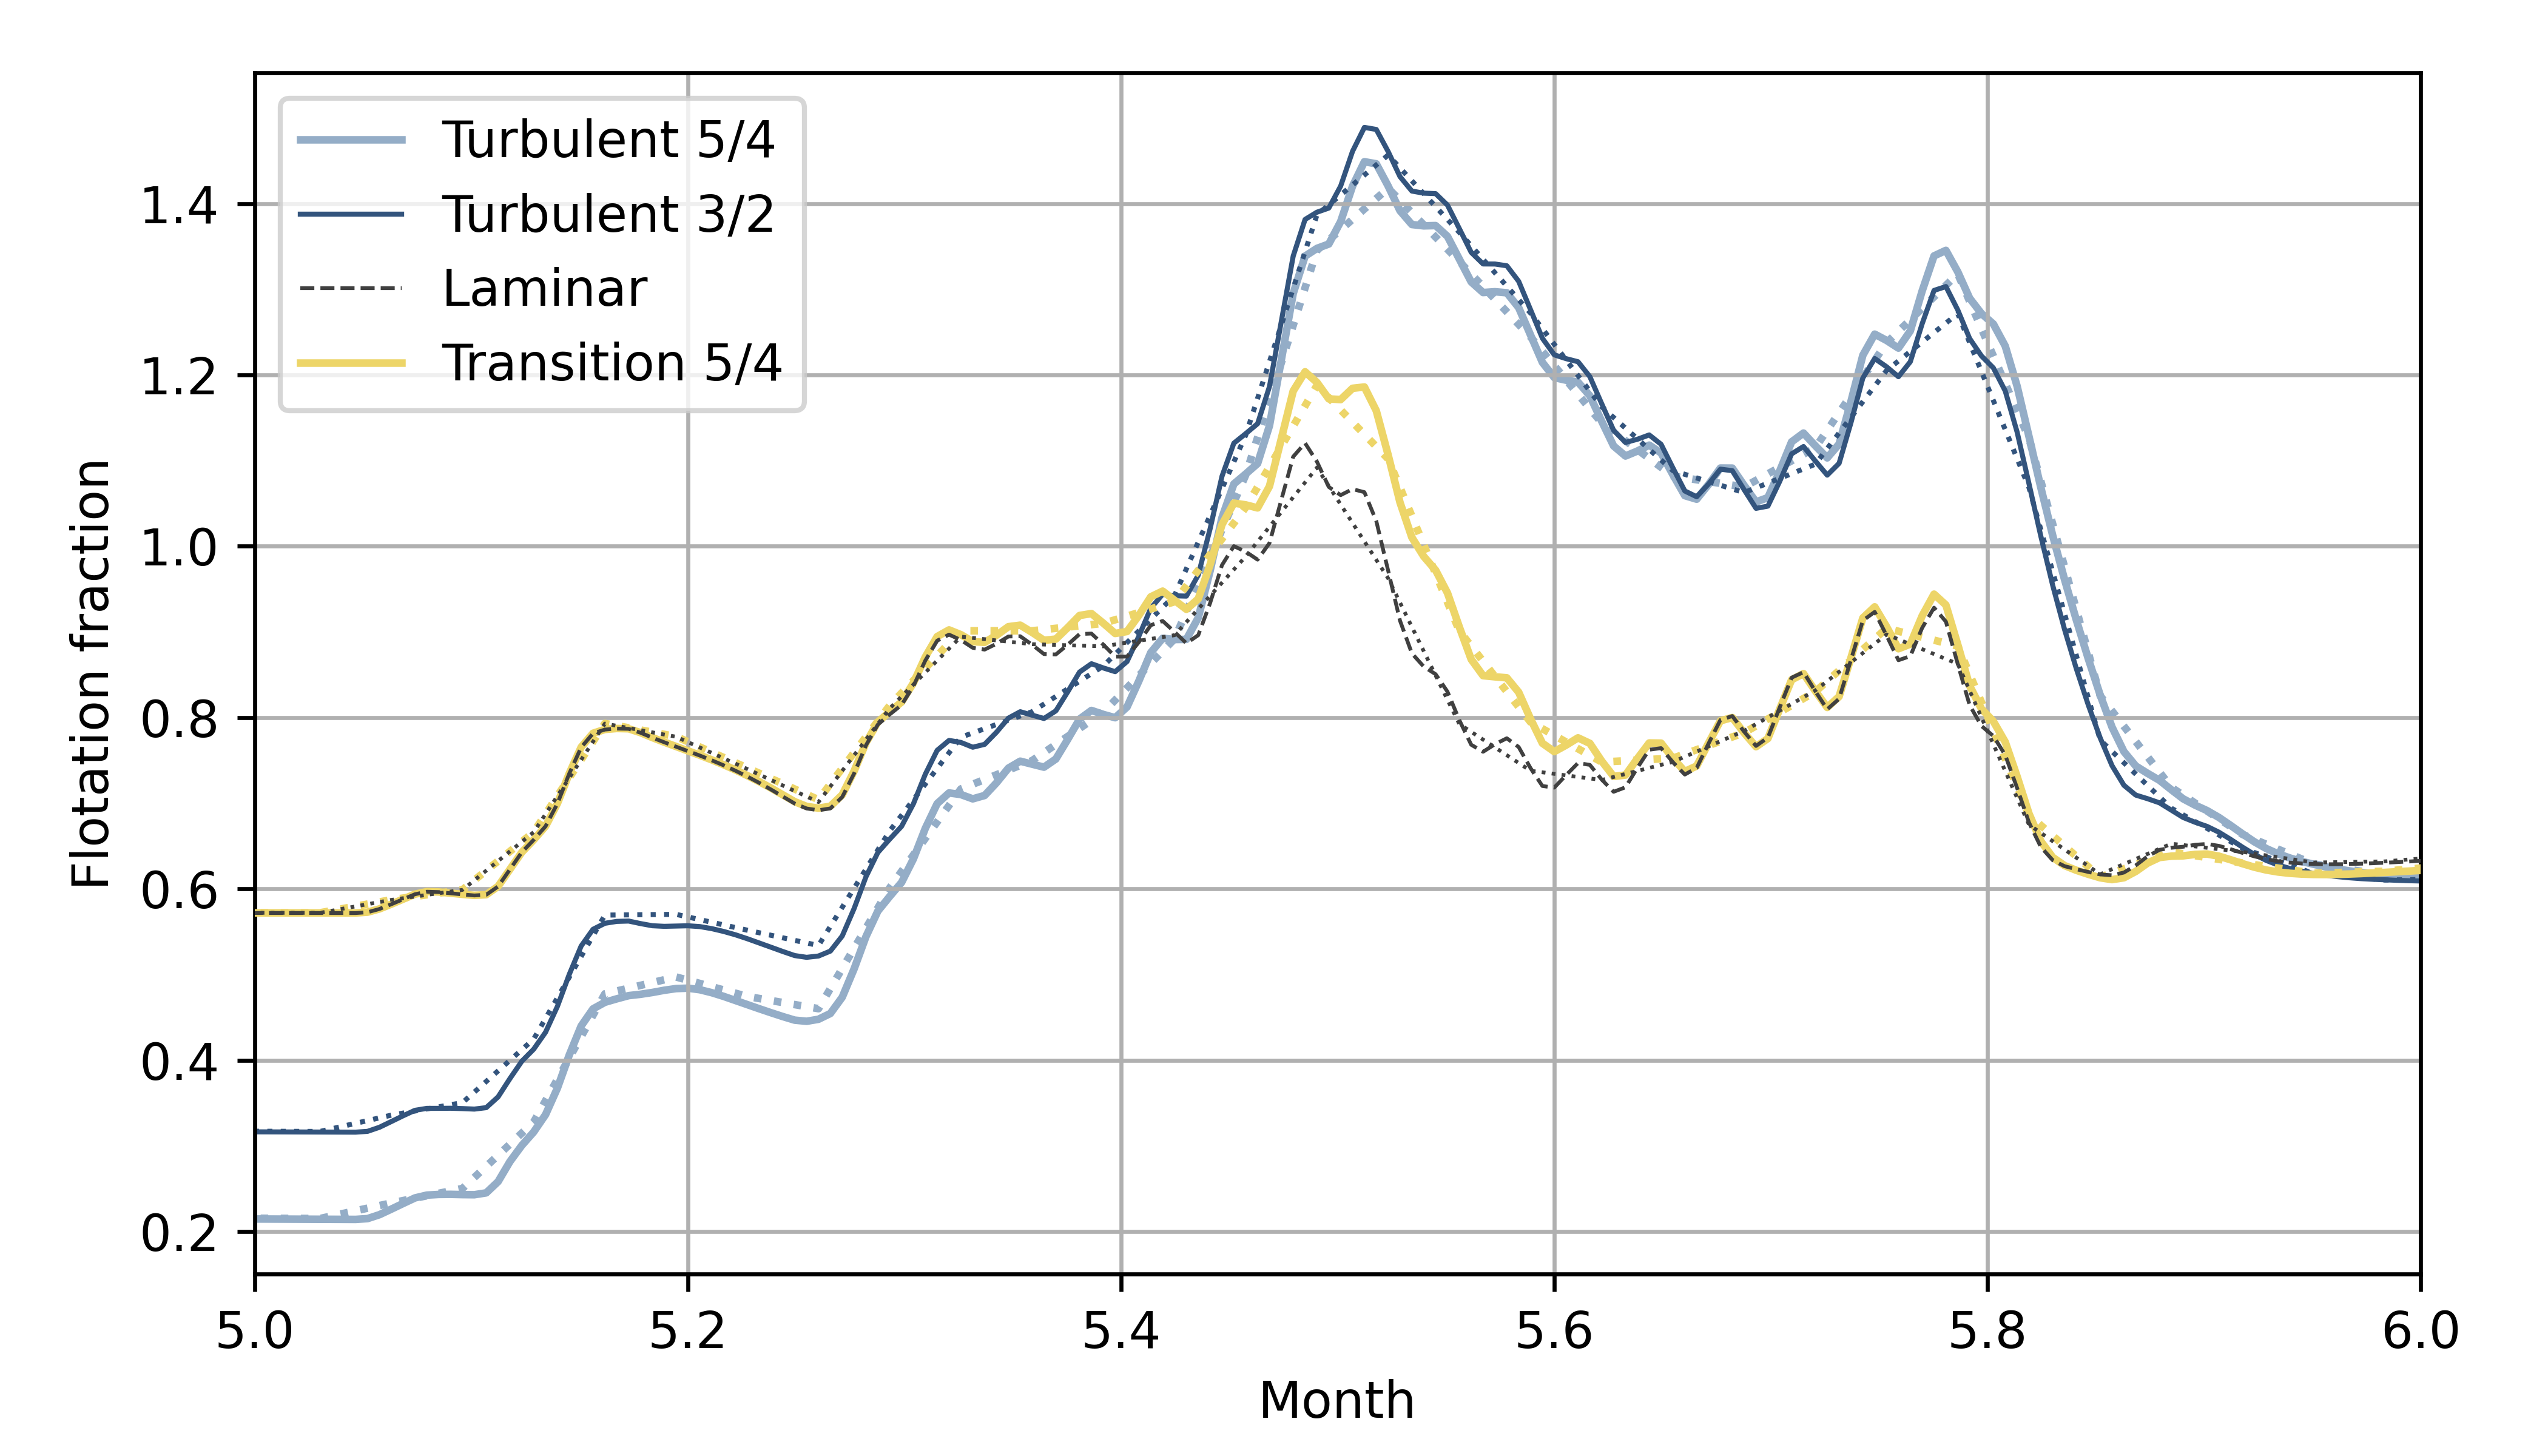 Turbulent 5/4
Turbulent 3/2
Laminar
Transition 5/4
Flotation fraction
1.4
1.2
1.0
0.8
0.6
0.4
0.2
5.0 5.2 5.4 5.6 5.8 6.0
Month